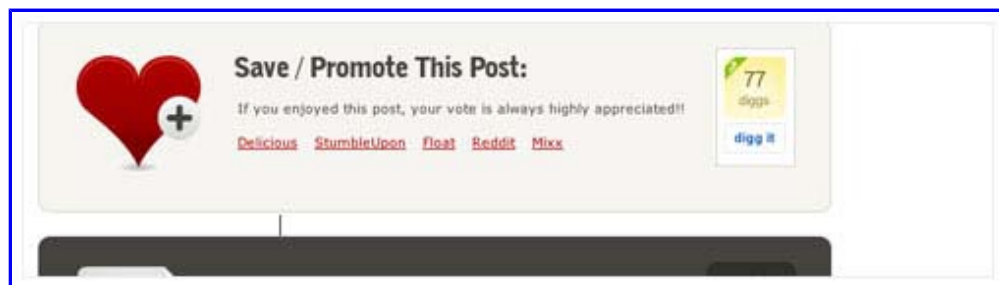 Save / Promote This Post:
If you enjoyed this post, your vote is always highly appreciated!!
Delicious StumbleUpon Float Reddit Mixx
77
diggs
digg it